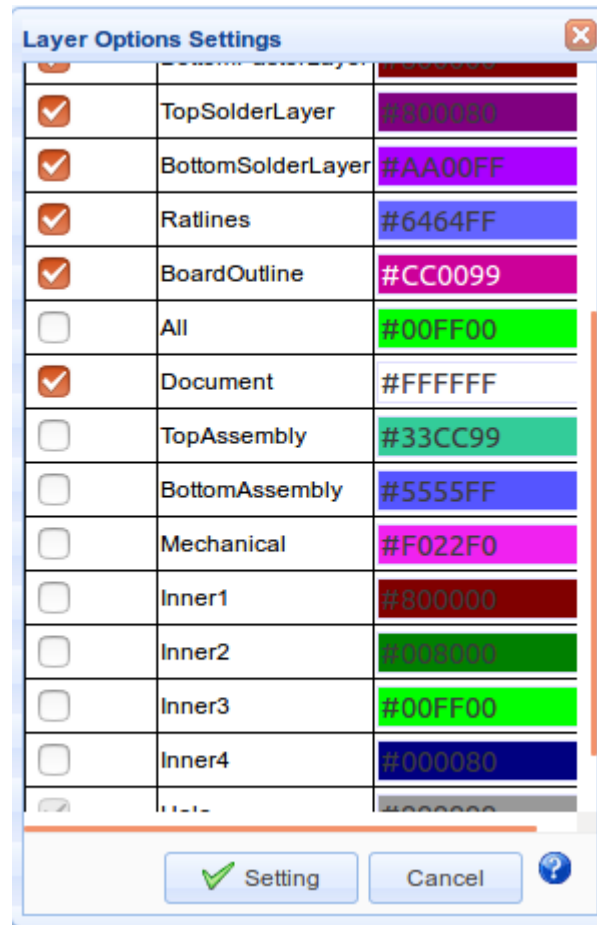 Layer Options Settings
TopSolderLayer #800080
BottomSolderLayer #AA00FF
Ratlines #6464FF
BoardOutline #CC0099
All #00FF00
Document #FFFFFF
TopAssembly #33CC99
BottomAssembly #5555FF
Mechanical #F022F0
Inner1 #800000
Inner2 #008000
Inner3 #00FF00
Inner4 #000080
Setting Cancel ?